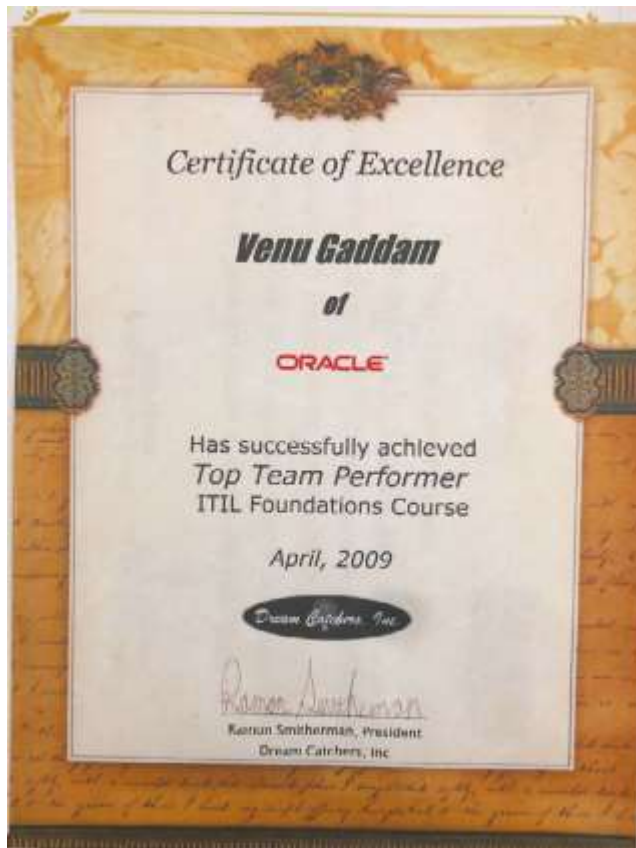 Certificate of Excellence
Venu Gaddam
of
ORACLE
Has successfully achieved
Top Team Performer
ITIL Foundations Course
April, 2009
Dream Catchers, Inc
Smitherman, President
Dream Catchers, Inc